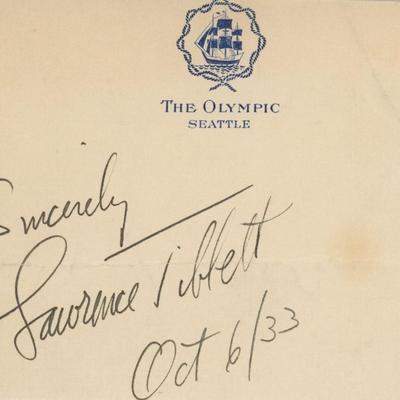 THE OLYMPIC
SEATTLE
Sincerely
Lawrence Tibbett
Oct 6/33